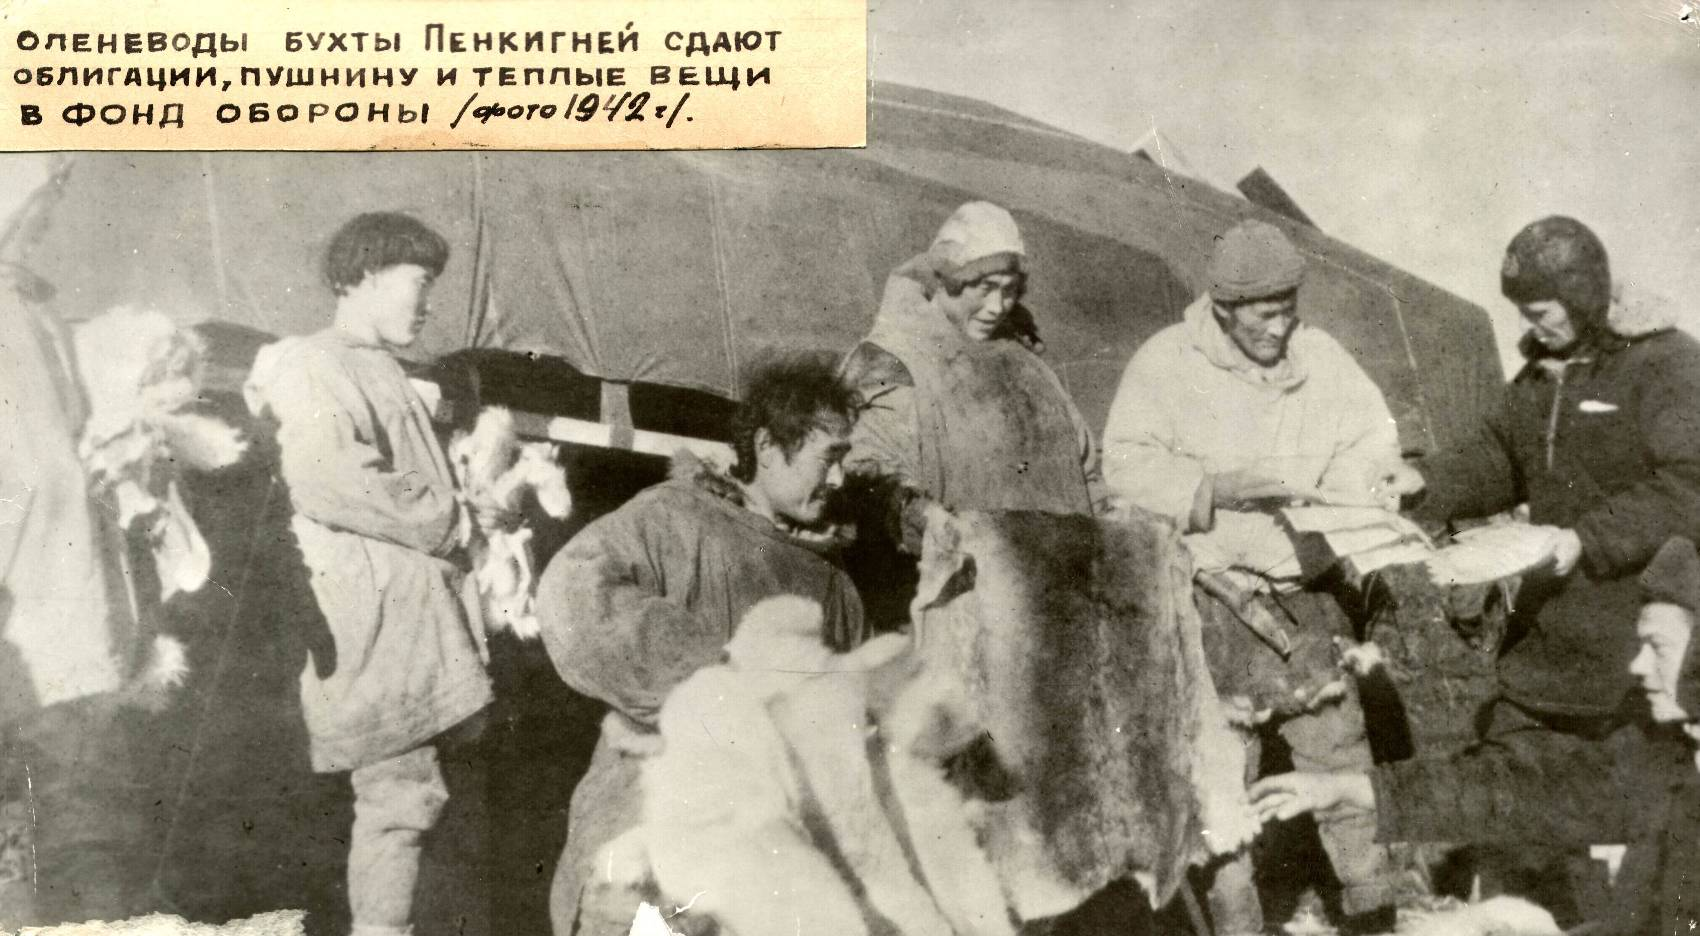 ОЛЕНЕВОДЫ БУХТЫ ПЕНКИГНЕЙ СДАЮТ
ОБЛИГАЦИИ, ПУШНИНУ И ТЕПЛЫЕ ВЕЩИ
В ФОНД ОБОРОНЫ /фото 1942 г/.